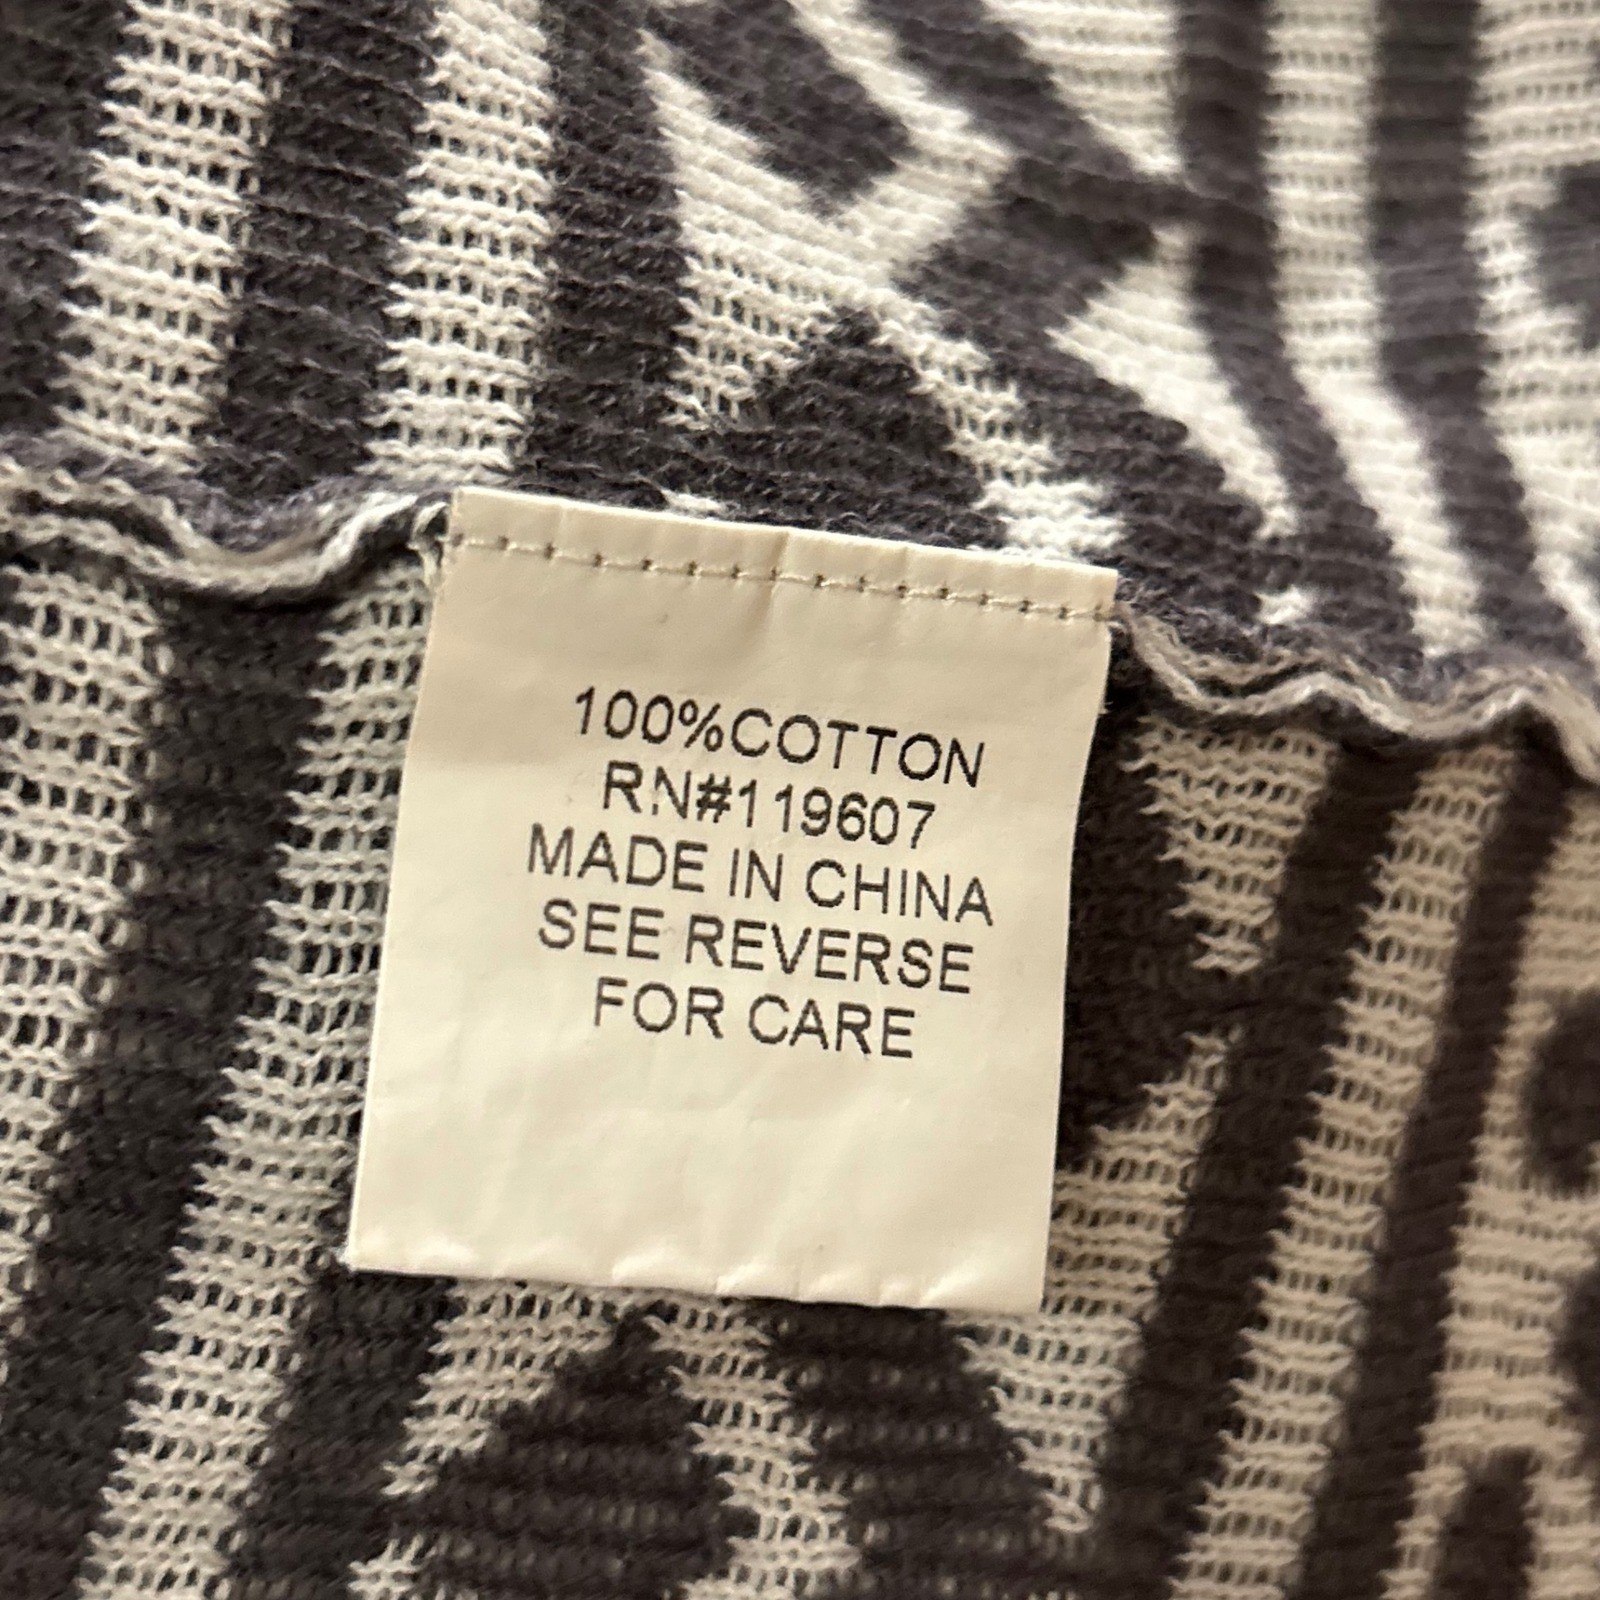 100%COTTON
RN#119607
MADE IN CHINA
SEE REVERSE
FOR CARE